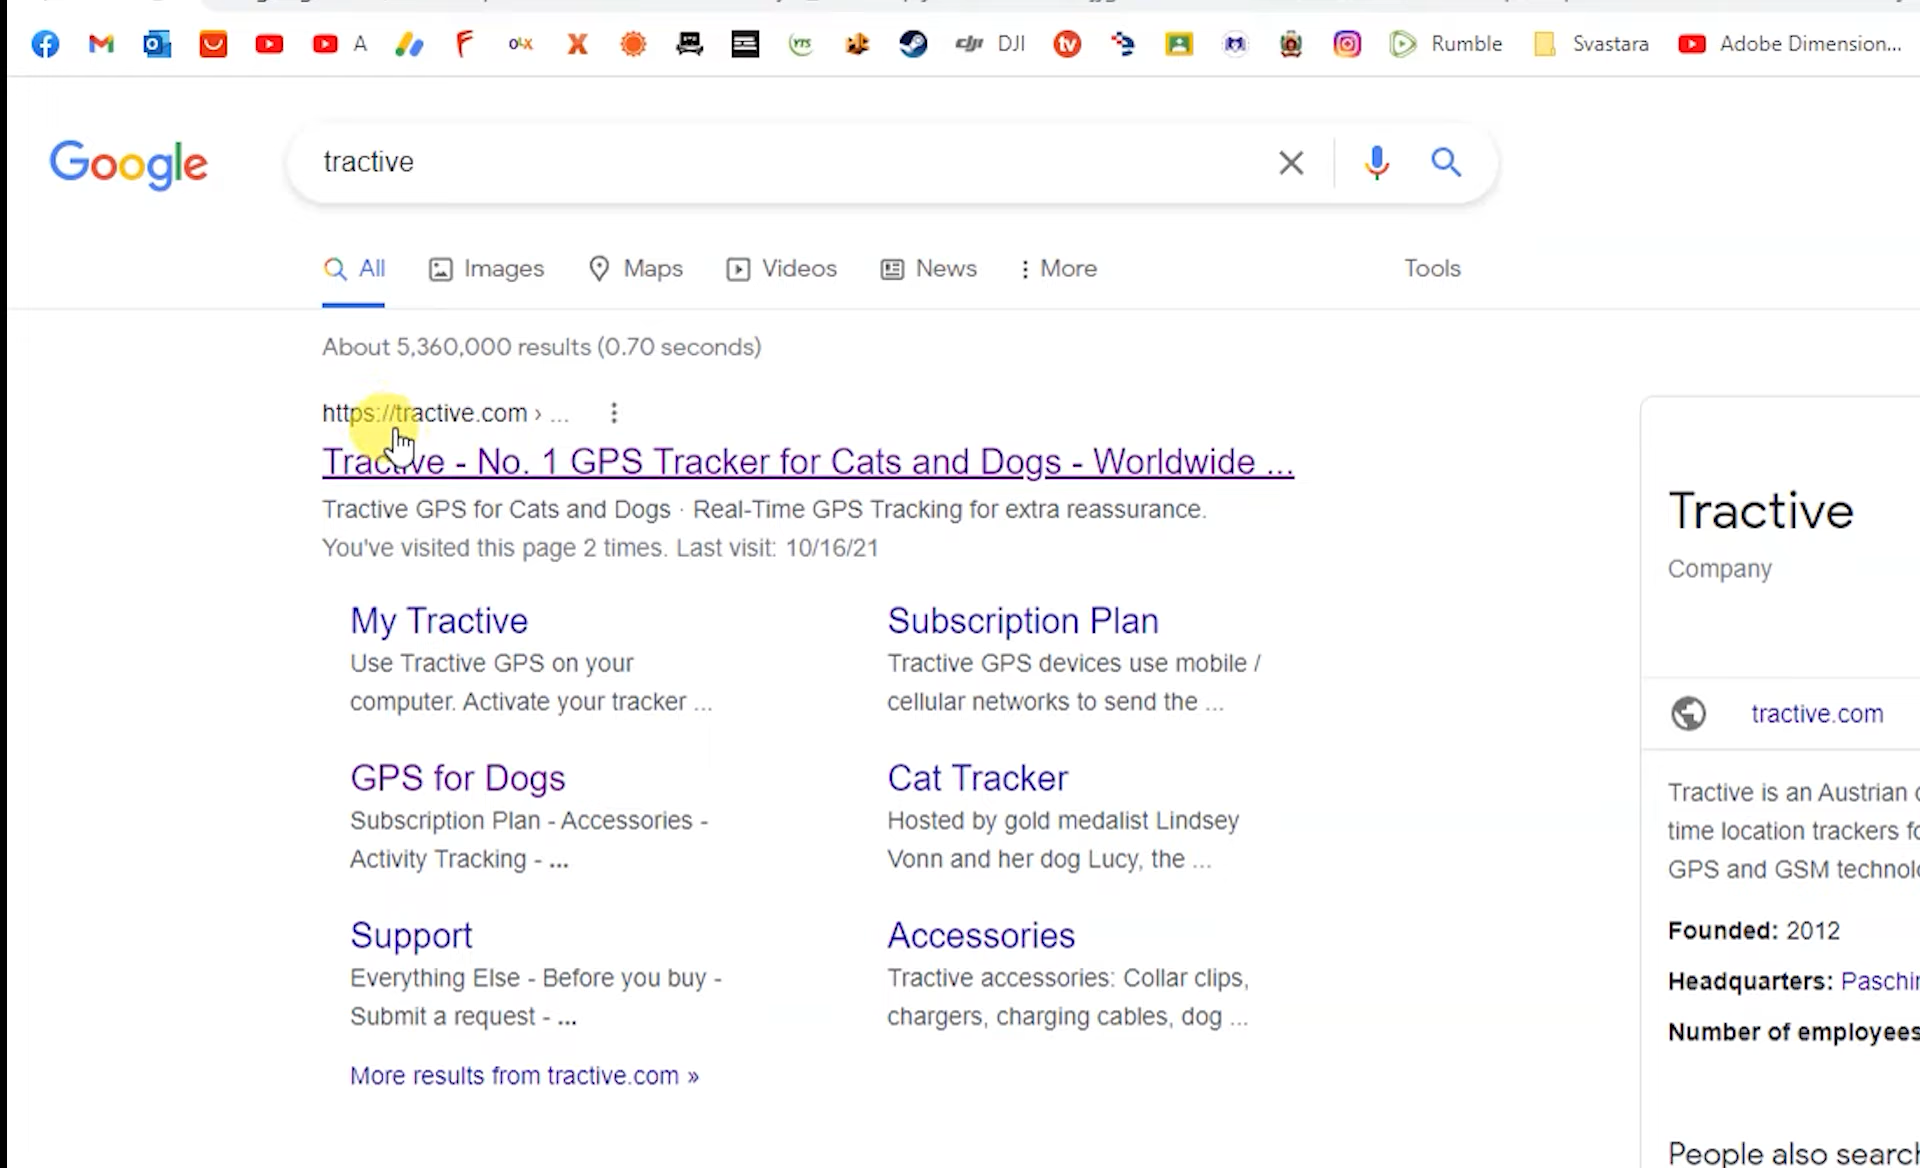 A
olx
YTS
dji DJI
tv
Rumble
Svastara
Adobe Dimension...
Google
tractive
All
Images
Maps
Videos
News
More
Tools
About 5,360,000 results (0.70 seconds)
https://tractive.com › ...
Tractive - No. 1 GPS Tracker for Cats and Dogs - Worldwide ...
Tractive GPS for Cats and Dogs · Real-Time GPS Tracking for extra reassurance.
You've visited this page 2 times. Last visit: 10/16/21
My Tractive
Use Tractive GPS on your
computer. Activate your tracker ...
Subscription Plan
Tractive GPS devices use mobile /
cellular networks to send the ...
GPS for Dogs
Subscription Plan - Accessories -
Activity Tracking - ...
Cat Tracker
Hosted by gold medalist Lindsey
Vonn and her dog Lucy, the ...
Support
Everything Else - Before you buy -
Submit a request - ...
Accessories
Tractive accessories: Collar clips,
chargers, charging cables, dog ...
More results from tractive.com »
Tractive
Company
tractive.com
Tractive is an Austrian
time location trackers
GPS and GSM
Founded: 2012
Headquarters:
Number of employees
People also